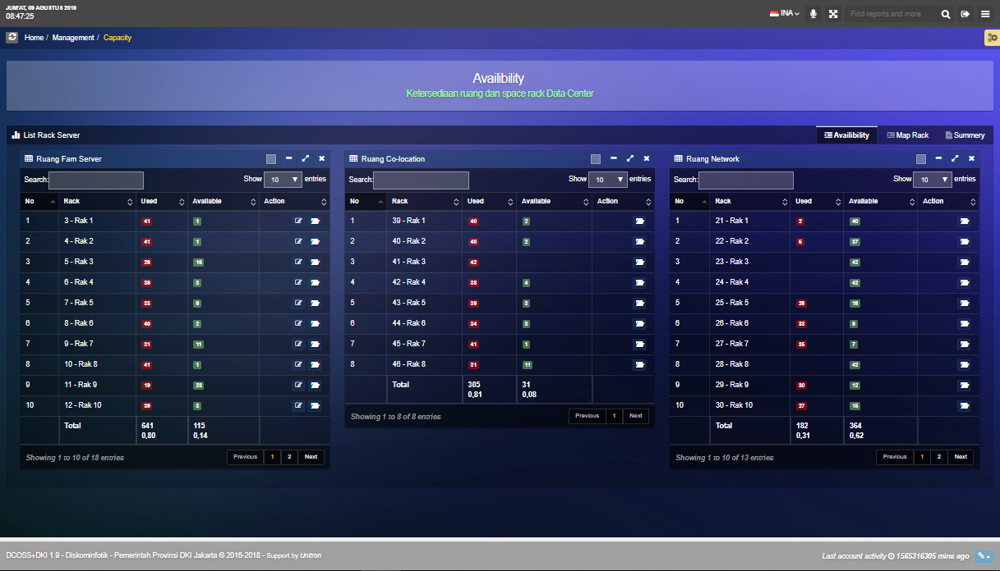 JUM'AT, 09 AGUSTUS 2019
08:47:25
INA
Find reports and more
Home / Management / Capacity
Availibility
Ketersediaan ruang dan space rack Data Center
List Rack Server
Availibility Map Rack Summery
Ruang Fam Server
Search: Show 10 entries
No Rack Used Available Action
1 3 - Rak 1 41 1
2 4 - Rak 2 41 1
3 5 - Rak 3 26 16
4 6 - Rak 4 39 3
5 7 - Rak 5 33 9
6 8 - Rak 6 40 2
7 9 - Rak 7 31 11
8 10 - Rak 8 41 1
9 11 - Rak 9 19 23
10 12 - Rak 10 39 3
Total 641 115
0,80 0,14
Showing 1 to 10 of 18 entries
Previous 1 2 Next
Ruang Co-location
Search: Show 10 entries
No Rack Used Available Action
1 39 - Rak 1 40 2
2 40 - Rak 2 40 2
3 41 - Rak 3 42
4 42 - Rak 4 38 4
5 43 - Rak 5 39 3
6 44 - Rak 6 34 8
7 45 - Rak 7 41 1
8 46 - Rak 8 31 11
Total 305 31
0,81 0,08
Showing 1 to 8 of 8 entries
Previous 1 Next
Ruang Network
Search: Show 10 entries
No Rack Used Available Action
1 21 - Rak 1 2 40
2 22 - Rak 2 5 37
3 23 - Rak 3 42
4 24 - Rak 4 42
5 25 - Rak 5 26 16
6 26 - Rak 6 33 9
7 27 - Rak 7 35 7
8 28 - Rak 8 42
9 29 - Rak 9 30 12
10 30 - Rak 10 27 15
Total 182 364
0,31 0,62
Showing 1 to 10 of 13 entries
Previous 1 2 Next
DCOSS+DKI 1.9 - Diskominfotik - Pemerintah Provinsi DKI Jakarta © 2016-2018 - Support by Unitron
Last account activity 1565316305 mins ago